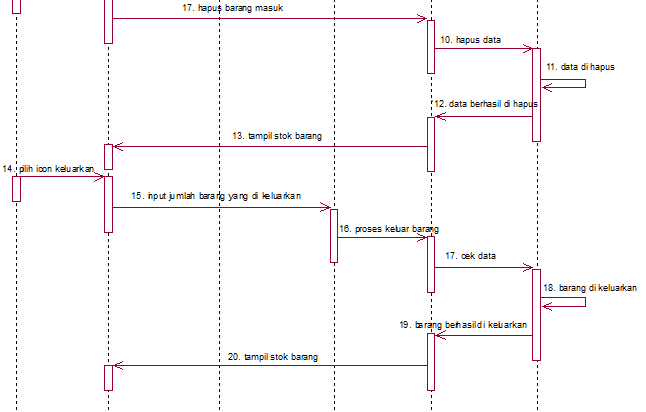 17. hapus barang masuk
10. hapus data
11. data di hapus
12. data berhasil di hapus
13. tampil stok barang
14. pilih icon keluarkan
15. input jumlah barang yang di keluarkan
16. proses keluar barang
17. cek data
18. barang di keluarkan
19. barang berhasil di keluarkan
20. tampil stok barang